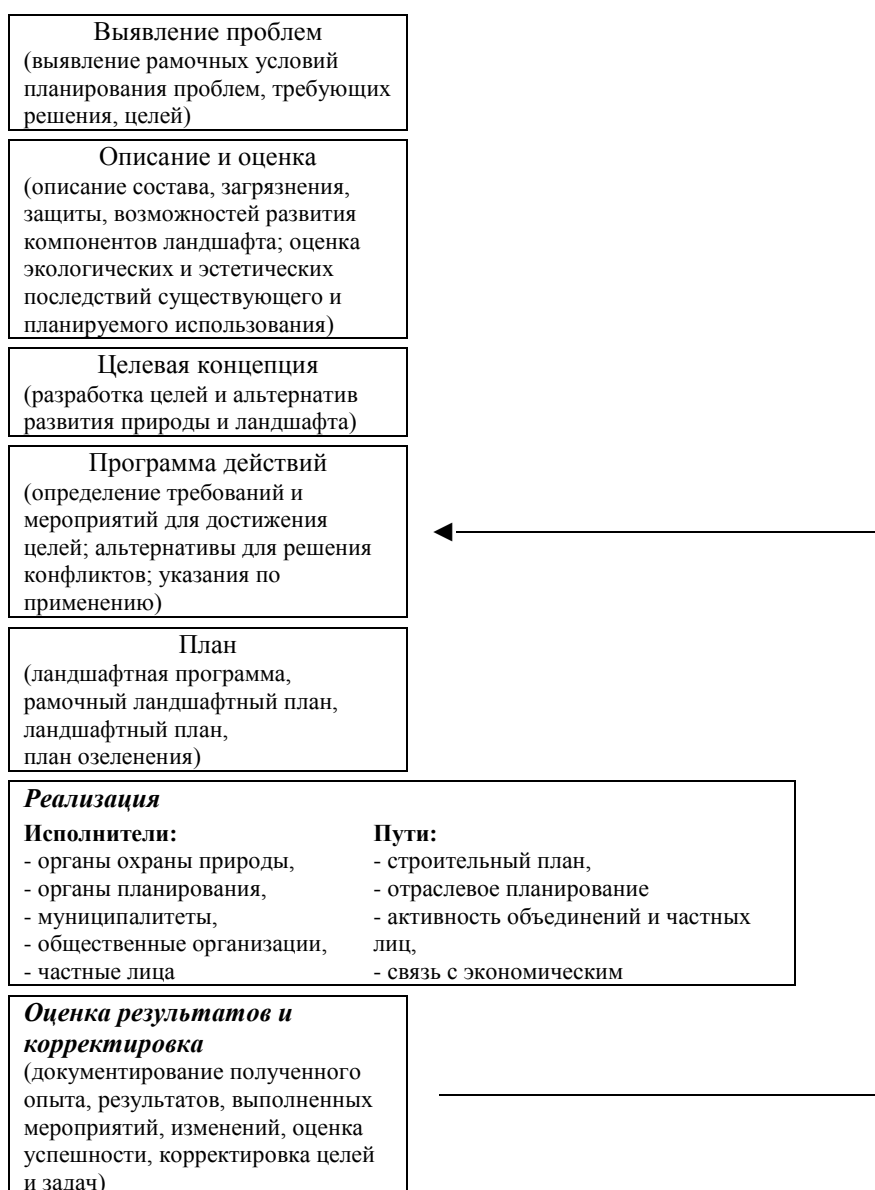 Выявление проблем
(выявление рамочных условий
планирования проблем, требующих
решения, целей)
Описание и оценка
(описание состава, загрязнения,
защиты, возможностей развития
компонентов ландшафта; оценка
экологических и эстетических
последствий существующего и
планируемого использования)
Целевая концепция
(разработка целей и альтернатив
развития природы и ландшафта)
Программа действий
(определение требований и
мероприятий для достижения
целей; альтернативы для решения
конфликтов; указания по
применению)
План
(ландшафтная программа,
рамочный ландшафтный план,
ландшафтный план,
план озеленения)
Реализация
Исполнители:
- органы охраны природы,
- органы планирования,
- муниципалитеты,
- общественные организации,
- частные лица
Пути:
- строительный план,
- отраслевое планирование
- активность объединений и частных
лиц,
- связь с экономическим
Оценка результатов и
корректировка
(документирование полученного
опыта, результатов, выполненных
мероприятий, изменений, оценка
успешности, корректировка целей
и задач)